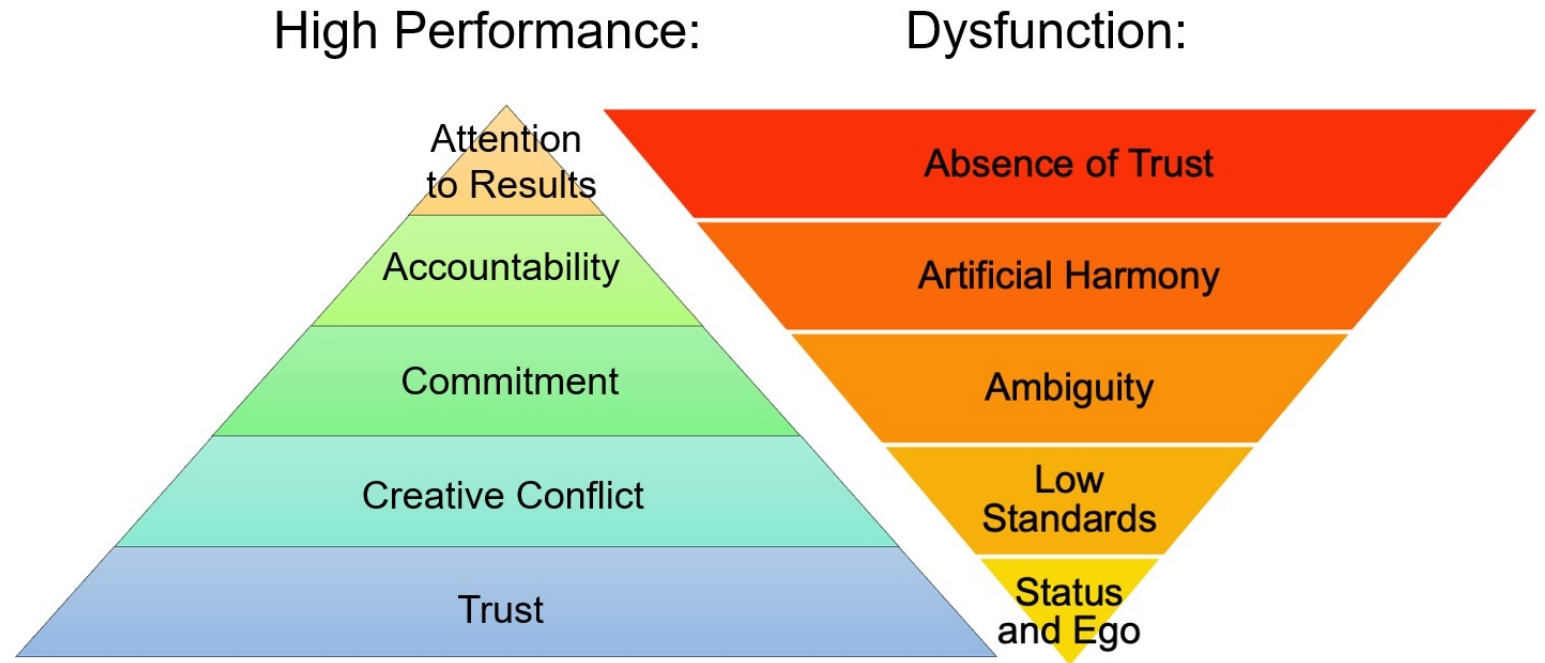 High Performance:
Dysfunction:
Attention
to Results
Accountability
Commitment
Creative Conflict
Trust
Absence of Trust
Artificial Harmony
Ambiguity
Low
Standards
Status
and Ego